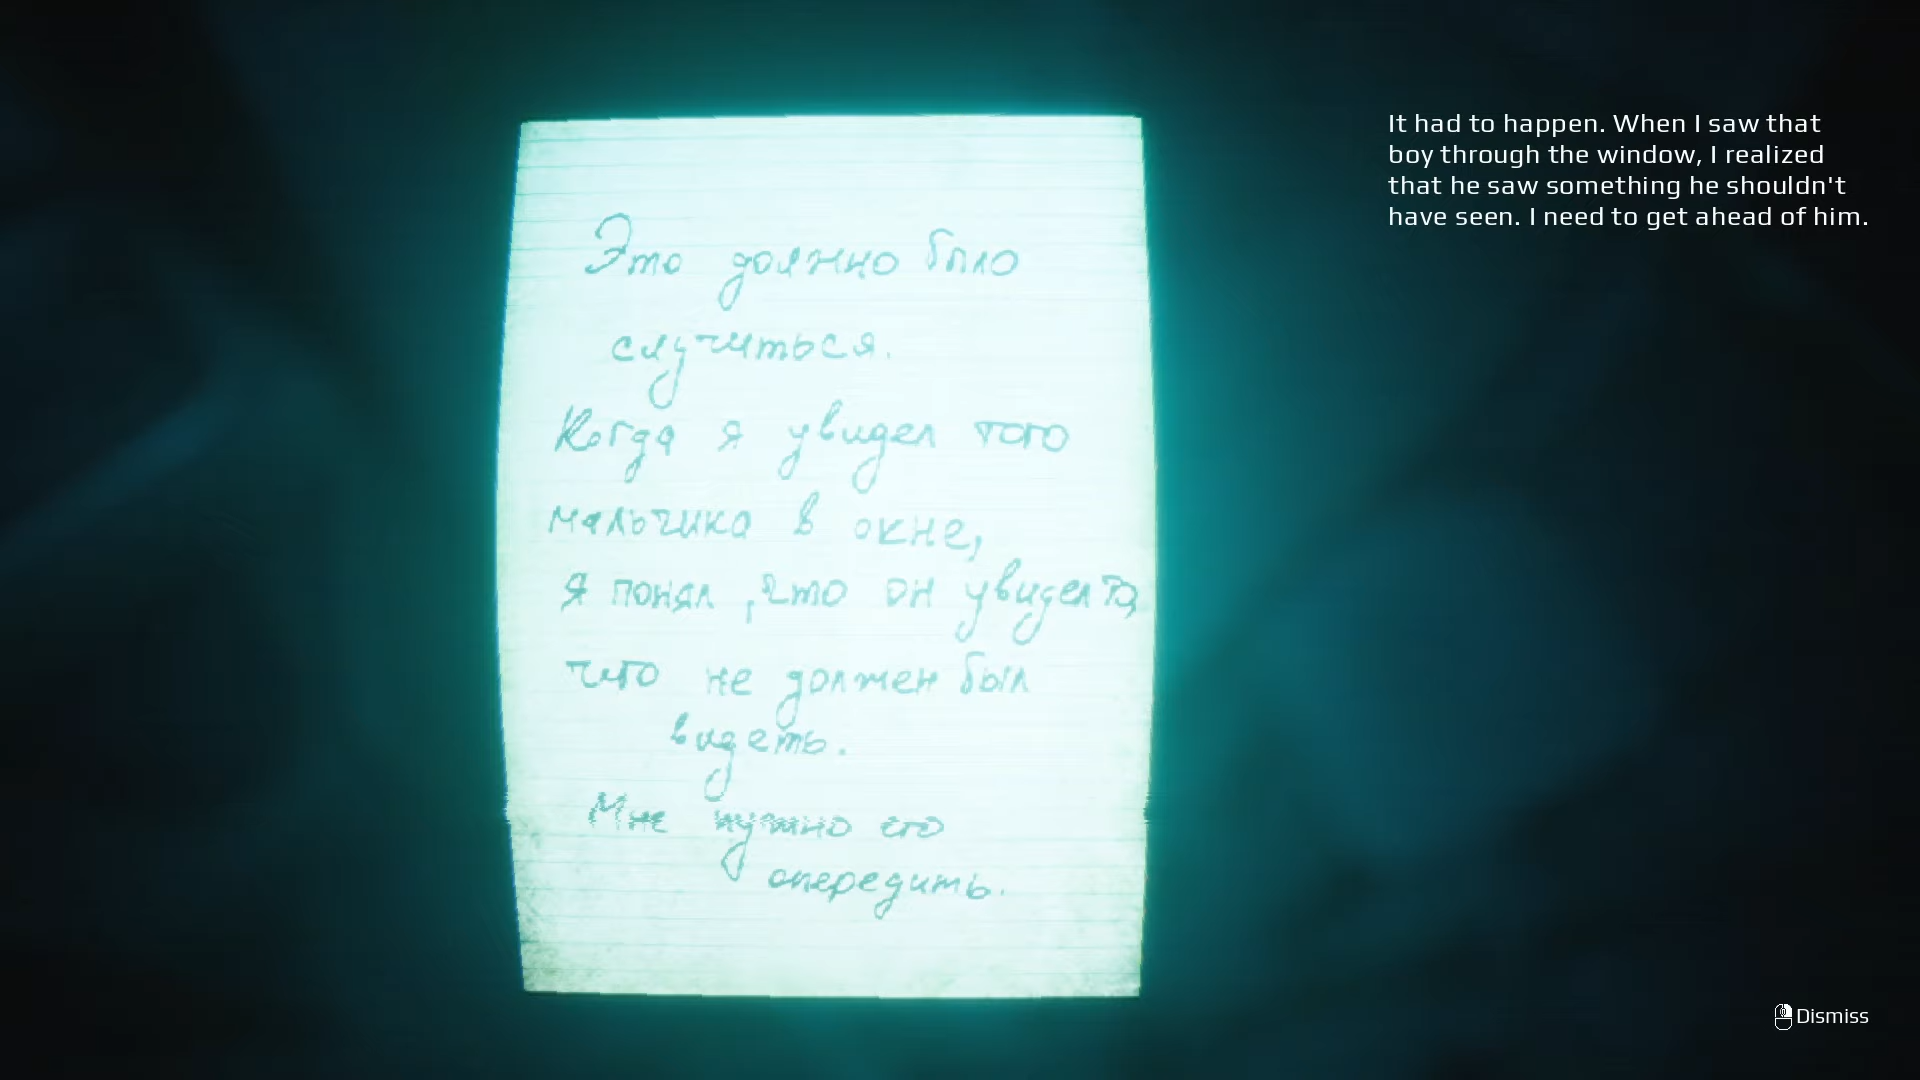 Это должно было
случиться.
Когда я увидел того
мальчика в окне,
я понял, что он увидел то,
что не должен был
видеть.
Мне нужно его
опередить.
It had to happen. When I saw that
boy through the window, I realized
that he saw something he shouldn't
have seen. I need to get ahead of him.
Dismiss